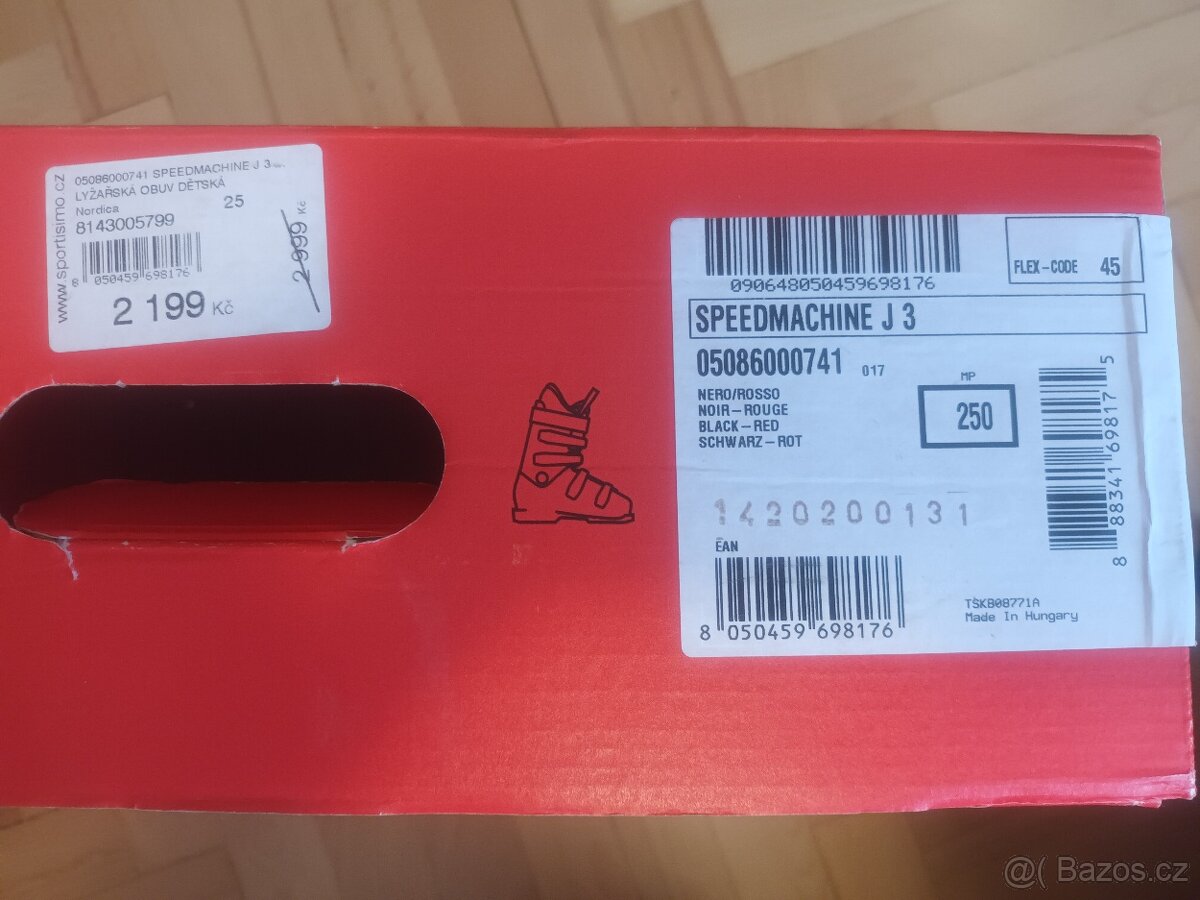 www.sportisimo.cz
05086000741 SPEEDMACHINE J 3
LYŽAŘSKÁ OBUV DĚTSKÁ
Nordica 25
8143005799
8 050459 698176
2 199 Kč
2 999 Kč
090648050459698176
FLEX-CODE 45
SPEEDMACHINE J 3
05086000741 017
NERO/ROSSO
NOIR-ROUGE
BLACK-RED
SCHWARZ-ROT
MP
250
1420200131
EAN
8 050459 698176
8 88341 69817 5
TSKB08771A
Made In Hungary
@( Bazos.cz